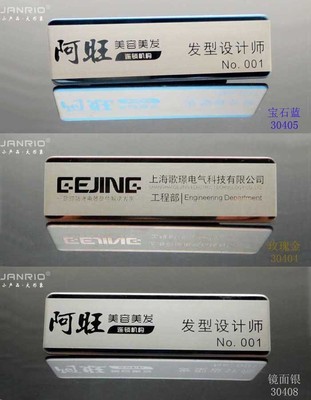 JANRIO
阿旺 美容美发
连锁机构
发型设计师
No. 001
宝石蓝
30405
JANRIO
GEJING
上海歌璟电气科技有限公司
工程部 Engineering Department
玫瑰金
30404
JANRIO
阿旺 美容美发
连锁机构
发型设计师
No. 001
镜面银
30408